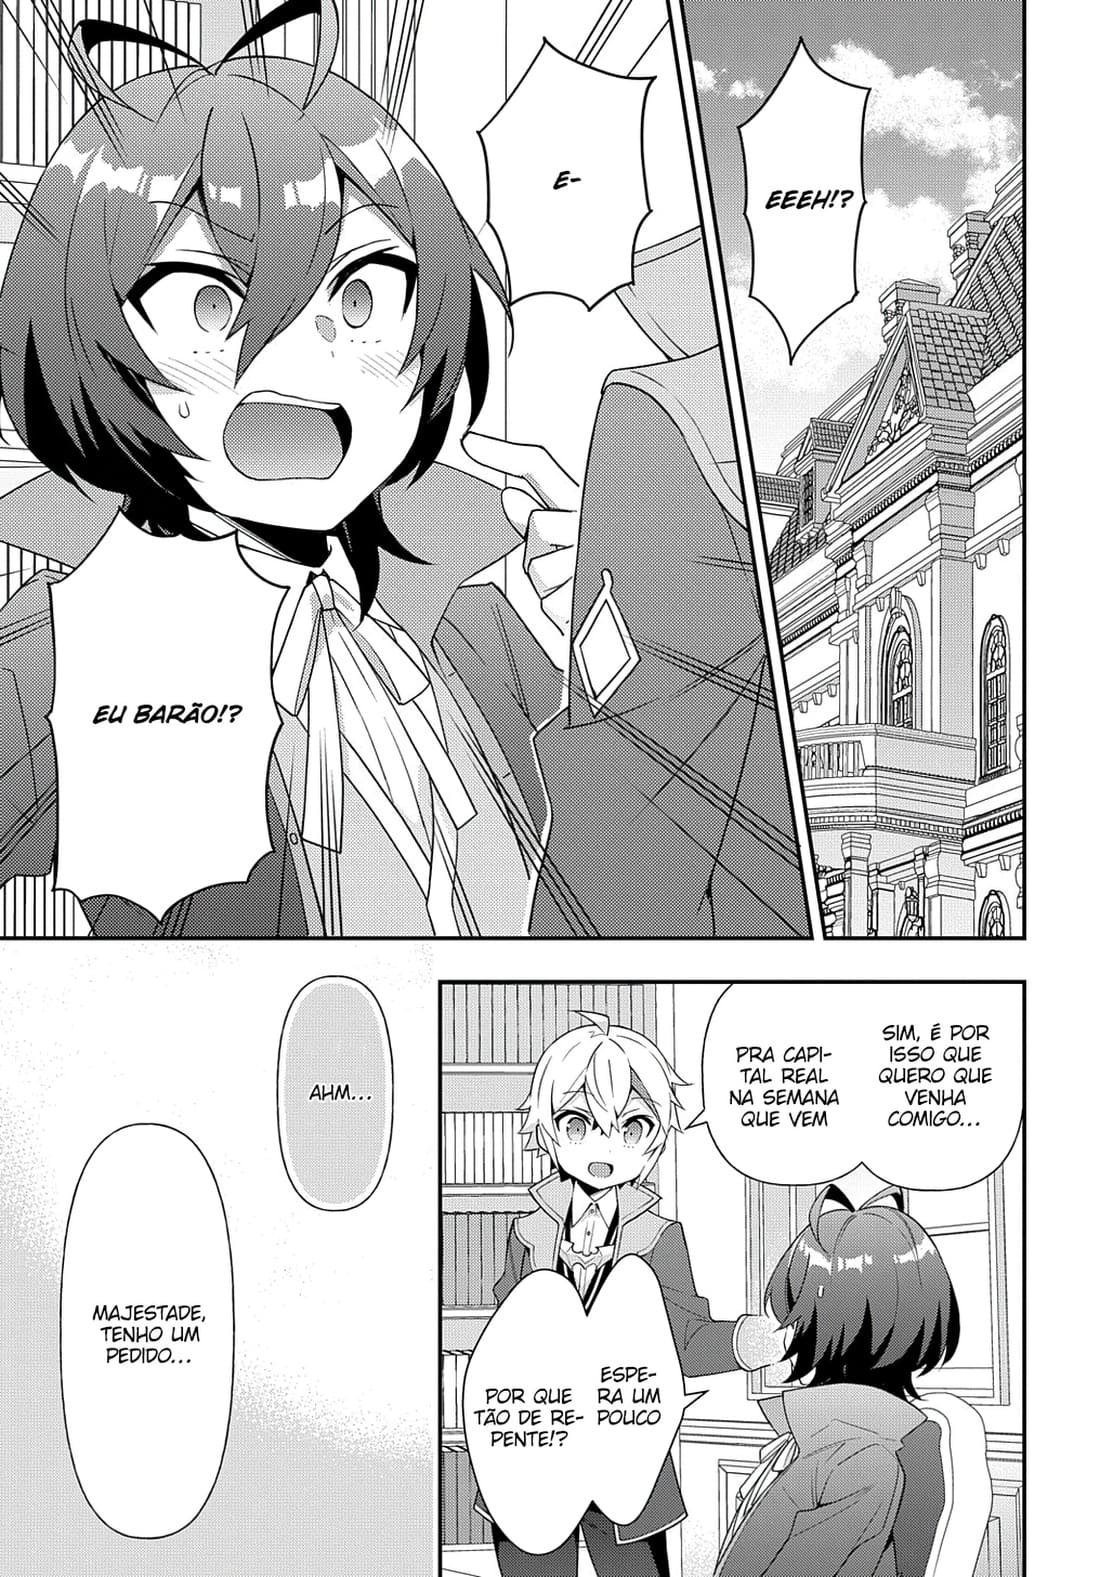 EEEH!?
E-
EU BARÃO!?
SIM, É POR
ISSO QUE
QUERO QUE
VENHA
COMIGO...
PRA CAPI-
TAL REAL
NA SEMANA
QUE VEM
ESPE-
RA UM
POUCO
POR QUE
TÃO DE RE-
PENTE!?
AHM...
MAJESTADE,
TENHO UM
PEDIDO...